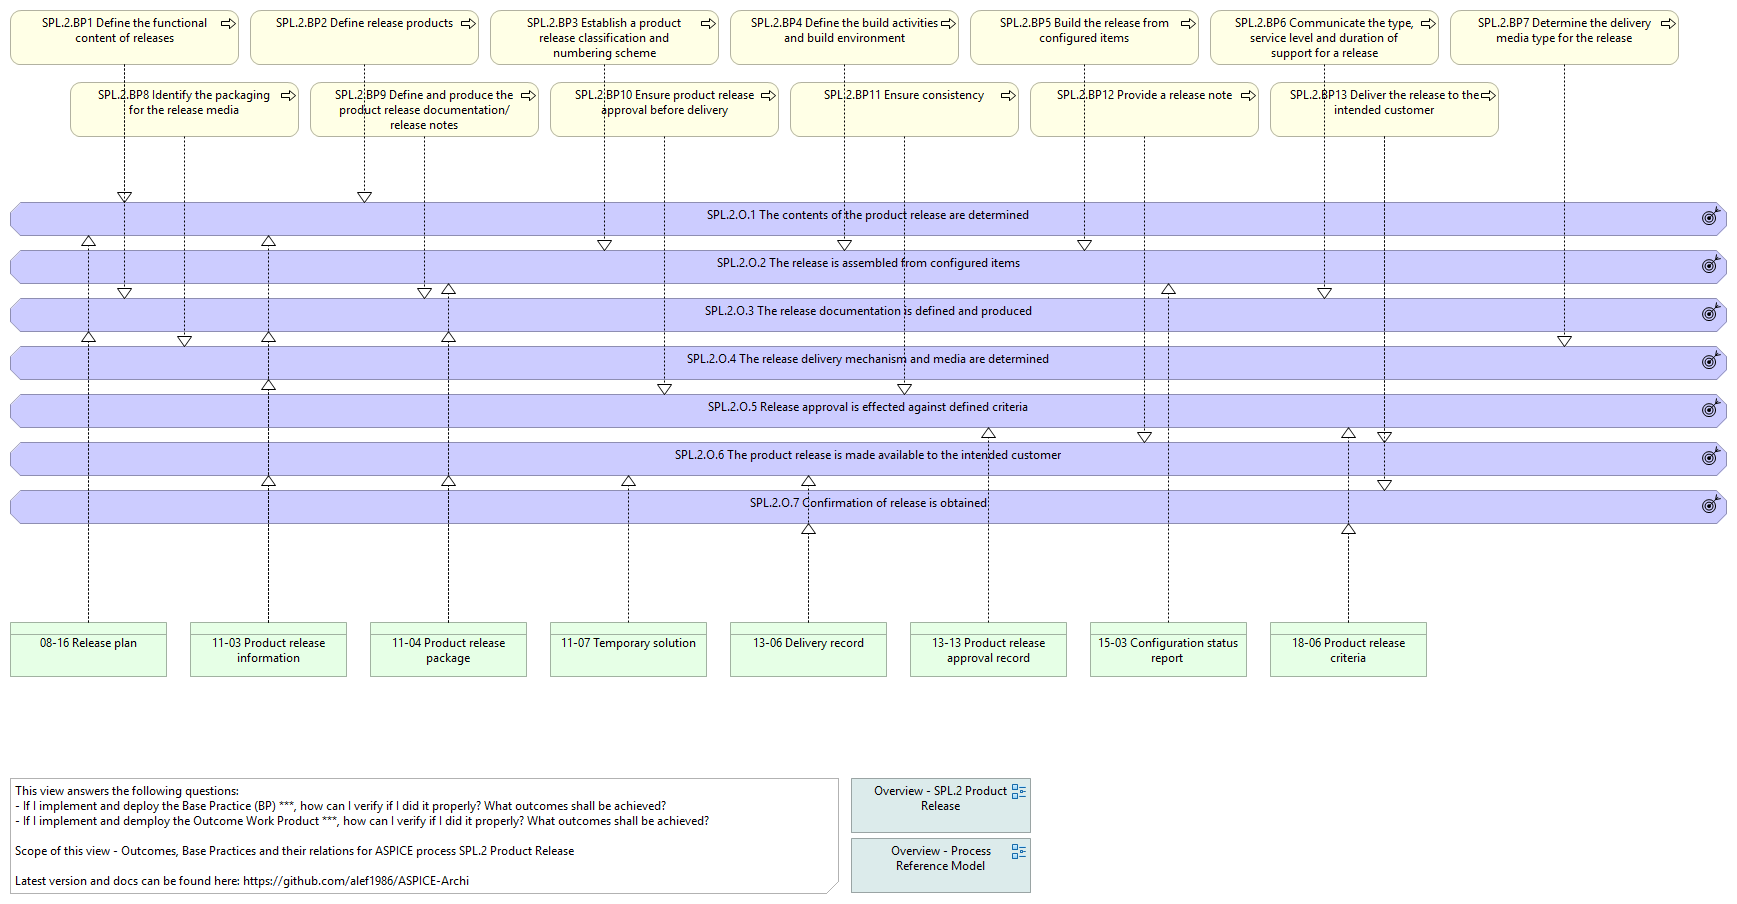 SPL.2.BP1 Define the functional
content of releases
SPL.2.BP2 Define release products
SPL.2.BP3 Establish a product
release classification and
numbering scheme
SPL.2.BP4 Define the build activities
and build environment
SPL.2.BP5 Build the release from
configured items
SPL.2.BP6 Communicate the type,
service level and duration of
support for a release
SPL.2.BP7 Determine the delivery
media type for the release
SPL.2.BP8 Identify the packaging
for the release media
SPL.2.BP9 Define and produce the
product release documentation/
release notes
SPL.2.BP10 Ensure product release
approval before delivery
SPL.2.BP11 Ensure consistency
SPL.2.BP12 Provide a release note
SPL.2.BP13 Deliver the release to the
intended customer
SPL.2.O.1 The contents of the product release are determined
SPL.2.O.2 The release is assembled from configured items
SPL.2.O.3 The release documentation is defined and produced
SPL.2.O.4 The release delivery mechanism and media are determined
SPL.2.O.5 Release approval is effected against defined criteria
SPL.2.O.6 The product release is made available to the intended customer
SPL.2.O.7 Confirmation of release is obtained
08-16 Release plan
11-03 Product release
information
11-04 Product release
package
11-07 Temporary solution
13-06 Delivery record
13-13 Product release
approval record
15-03 Configuration status
report
18-06 Product release
criteria
This view answers the following questions:
- If I implement and deploy the Base Practice (BP) ***, how can I verify if I did it properly? What outcomes shall be achieved?
- If I implement and demploy the Outcome Work Product ***, how can I verify if I did it properly? What outcomes shall be achieved?
Scope of this view - Outcomes, Base Practices and their relations for ASPICE process SPL.2 Product Release
Latest version and docs can be found here: https://github.com/alef1986/ASPICE-Archi
Overview - SPL.2 Product
Release
Overview - Process
Reference Model